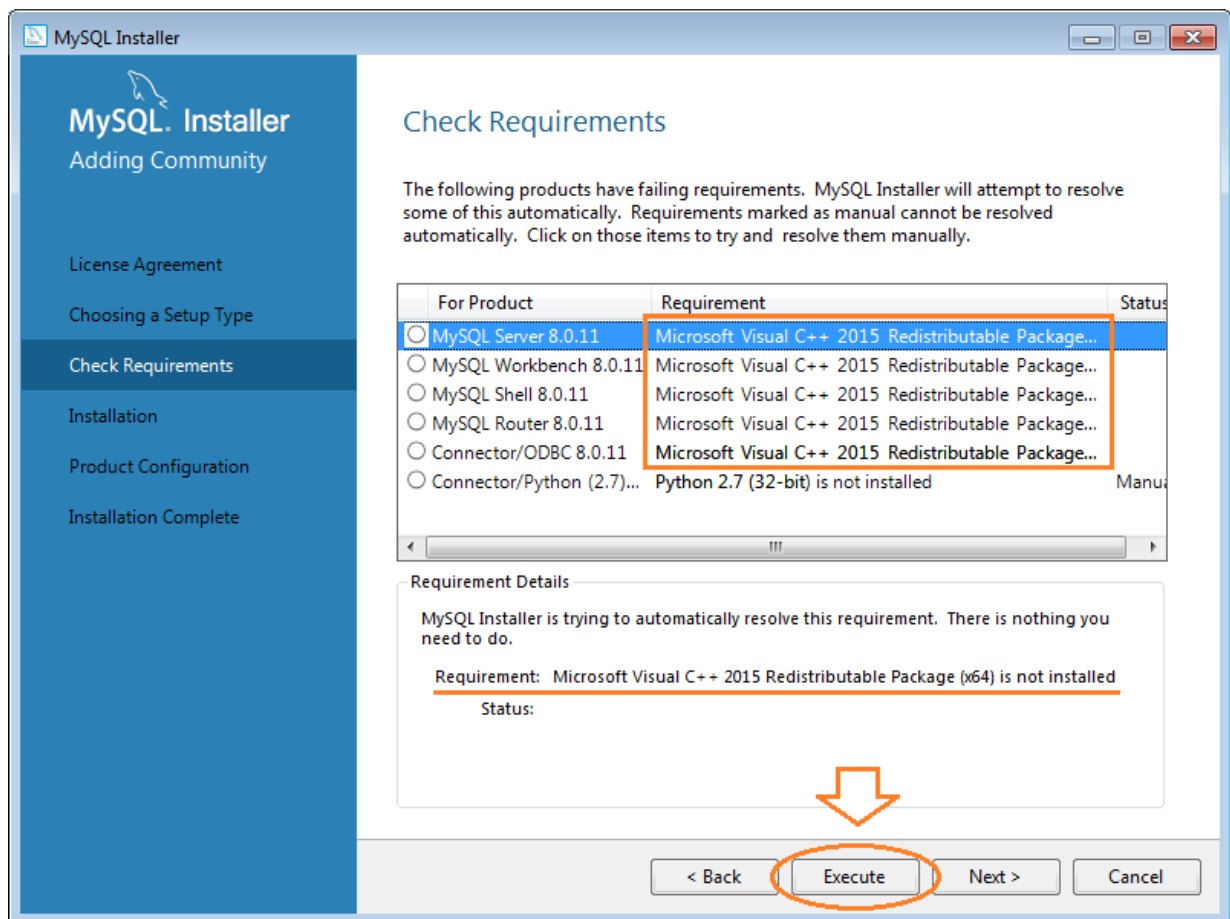 MySQL Installer
MySQL. Installer
Adding Community
License Agreement
Choosing a Setup Type
Check Requirements
Installation
Product Configuration
Installation Complete
Check Requirements
The following products have failing requirements. MySQL Installer will attempt to resolve
some of this automatically. Requirements marked as manual cannot be resolved
automatically. Click on those items to try and resolve them manually.
For Product Requirement Status
MySQL Server 8.0.11 Microsoft Visual C++ 2015 Redistributable Package...
MySQL Workbench 8.0.11 Microsoft Visual C++ 2015 Redistributable Package...
MySQL Shell 8.0.11 Microsoft Visual C++ 2015 Redistributable Package...
MySQL Router 8.0.11 Microsoft Visual C++ 2015 Redistributable Package...
Connector/ODBC 8.0.11 Microsoft Visual C++ 2015 Redistributable Package...
Connector/Python (2.7)... Python 2.7 (32-bit) is not installed Manua
Requirement Details
MySQL Installer is trying to automatically resolve this requirement. There is nothing you
need to do.
Requirement: Microsoft Visual C++ 2015 Redistributable Package (x64) is not installed
Status:
< Back Execute Next > Cancel